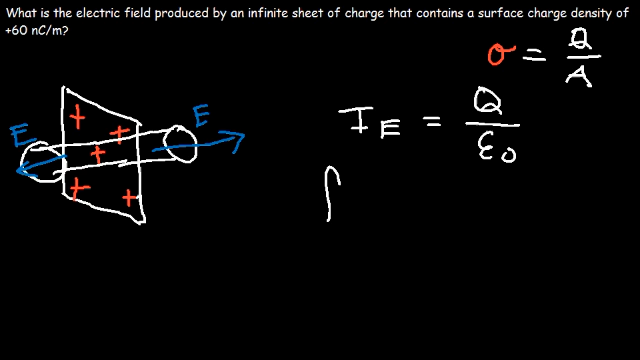 What is the electric field produced by an infinite sheet of charge that contains a surface charge density of
+60 nC/m?
σ = Q/A
E
E
+ + + + +
I_E = Q/ε₀
∫